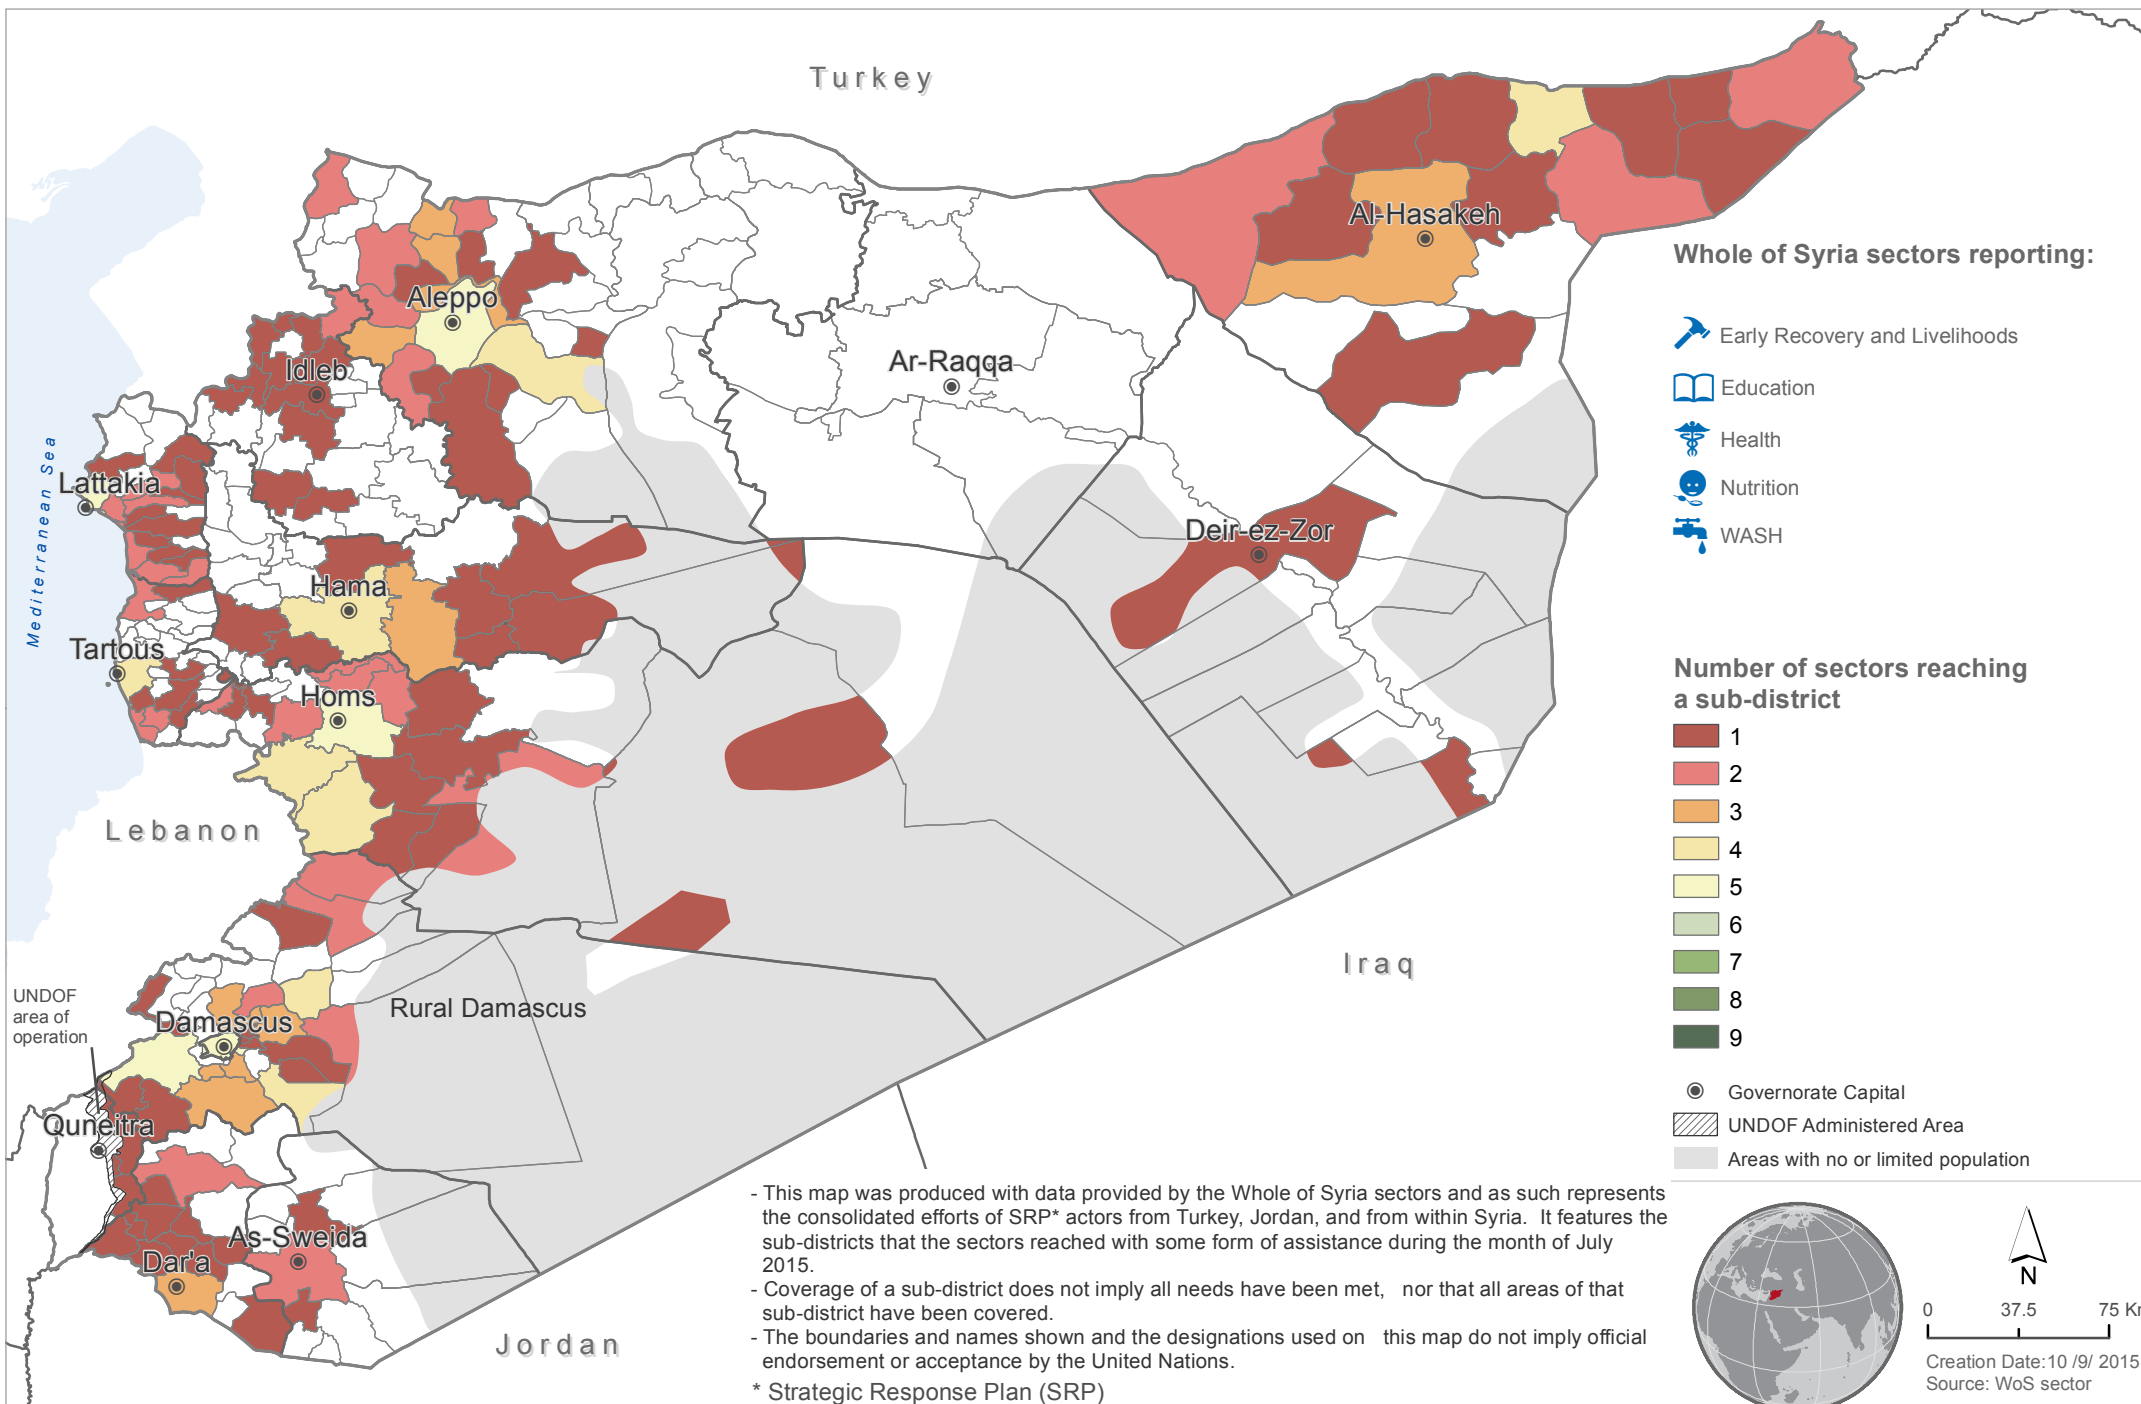 Turkey
Al-Hasakeh
Aleppo
Idleb
Ar-Raqqa
Lattakia
Mediterranean Sea
Deir-ez-Zor
Hama
Tartous
Homs
Lebanon
Iraq
UNDOF
area of
operation
Rural Damascus
Damascus
Quneitra
As-Sweida
Dar'a
Jordan
Whole of Syria sectors reporting:
Early Recovery and Livelihoods
Education
Health
Nutrition
WASH
Number of sectors reaching
a sub-district
1
2
3
4
5
6
7
8
9
Governorate Capital
UNDOF Administered Area
Areas with no or limited population
- This map was produced with data provided by the Whole of Syria sectors and as such represents
the consolidated efforts of SRP* actors from Turkey, Jordan, and from within Syria. It features the
sub-districts that the sectors reached with some form of assistance during the month of July
2015.
- Coverage of a sub-district does not imply all needs have been met, nor that all areas of that
sub-district have been covered.
- The boundaries and names shown and the designations used on this map do not imply official
endorsement or acceptance by the United Nations.
* Strategic Response Plan (SRP)
N
0 37.5 75 Km
Creation Date:10 /9/ 2015
Source: WoS sector